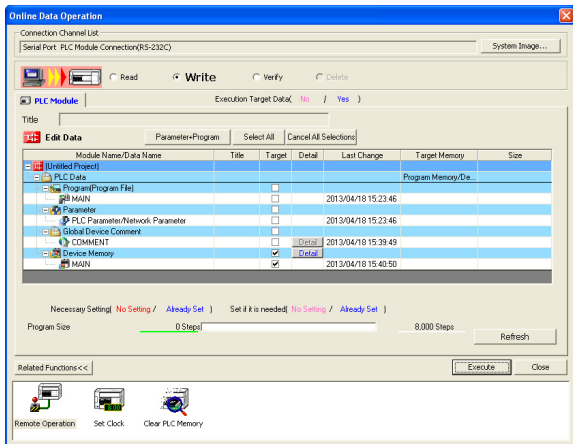 Online Data Operation
Connection Channel List
Serial Port PLC Module Connection(RS-232C)
System Image...
Read Write Verify Delete
PLC Module Execution Target Data( No / Yes )
Title
Edit Data Parameter+Program Select All Cancel All Selections
Module Name/Data Name Title Target Detail Last Change Target Memory Size
(Untitled Project)
PLC Data Program Memory/De...
Program(Program File)
MAIN 2013/04/18 15:23:46
Parameter
PLC Parameter/Network Parameter 2013/04/18 15:23:46
Global Device Comment
COMMENT Detail 2013/04/18 15:39:49
Device Memory Detail
MAIN 2013/04/18 15:40:50
Necessary Setting( No Setting / Already Set ) Set if it is needed( No Setting / Already Set )
Program Size 0 Steps 8,000 Steps
Refresh
Related Functions<< Execute Close
Remote Operation Set Clock Clear PLC Memory